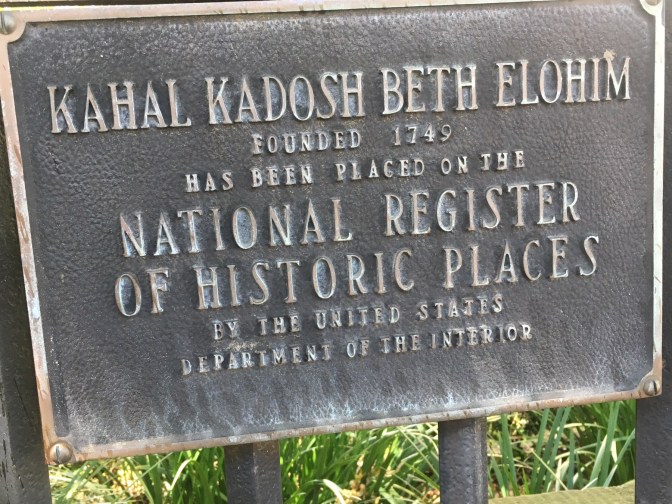 KAHAL KADOSH BETH ELOHIM
FOUNDED 1749
HAS BEEN PLACED ON THE
NATIONAL REGISTER
OF HISTORIC PLACES
BY THE UNITED STATES
DEPARTMENT OF THE INTERIOR